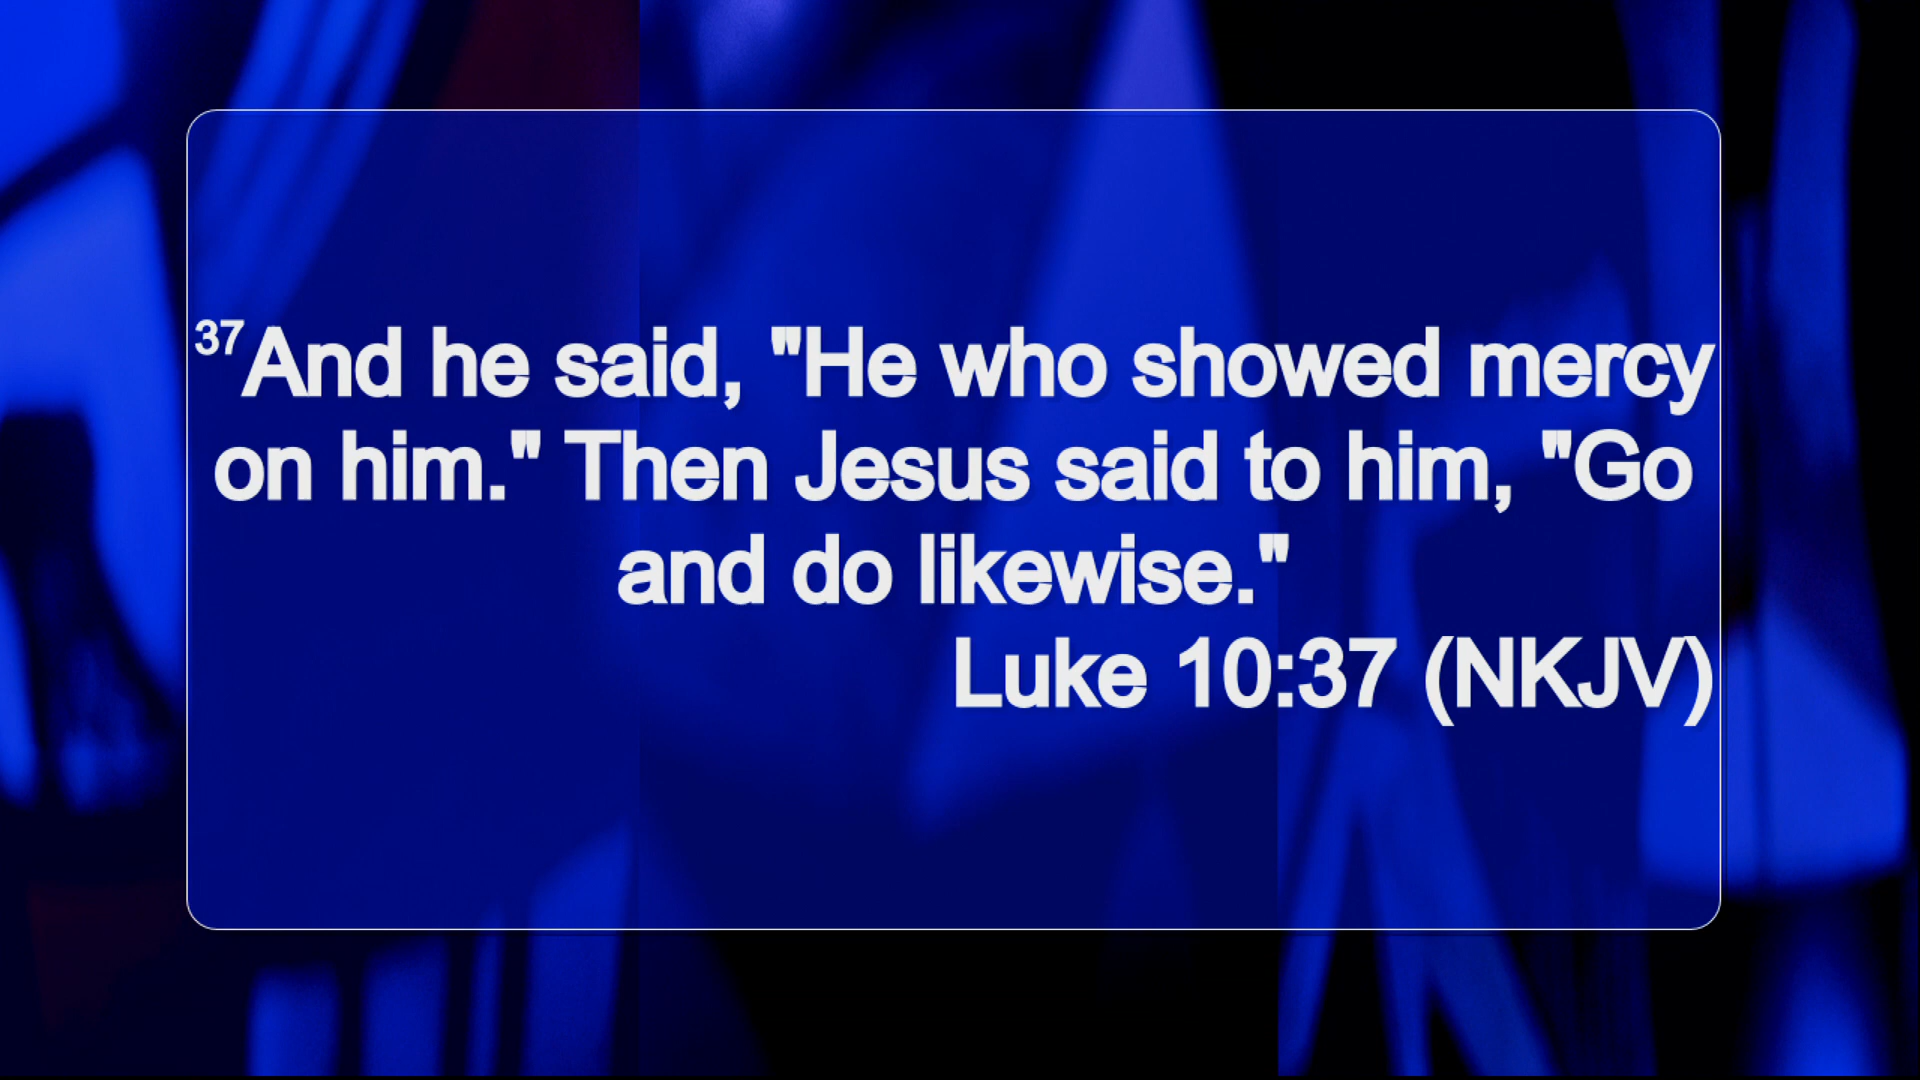 37And he said, "He who showed mercy
on him." Then Jesus said to him, "Go
and do likewise."
Luke 10:37 (NKJV)